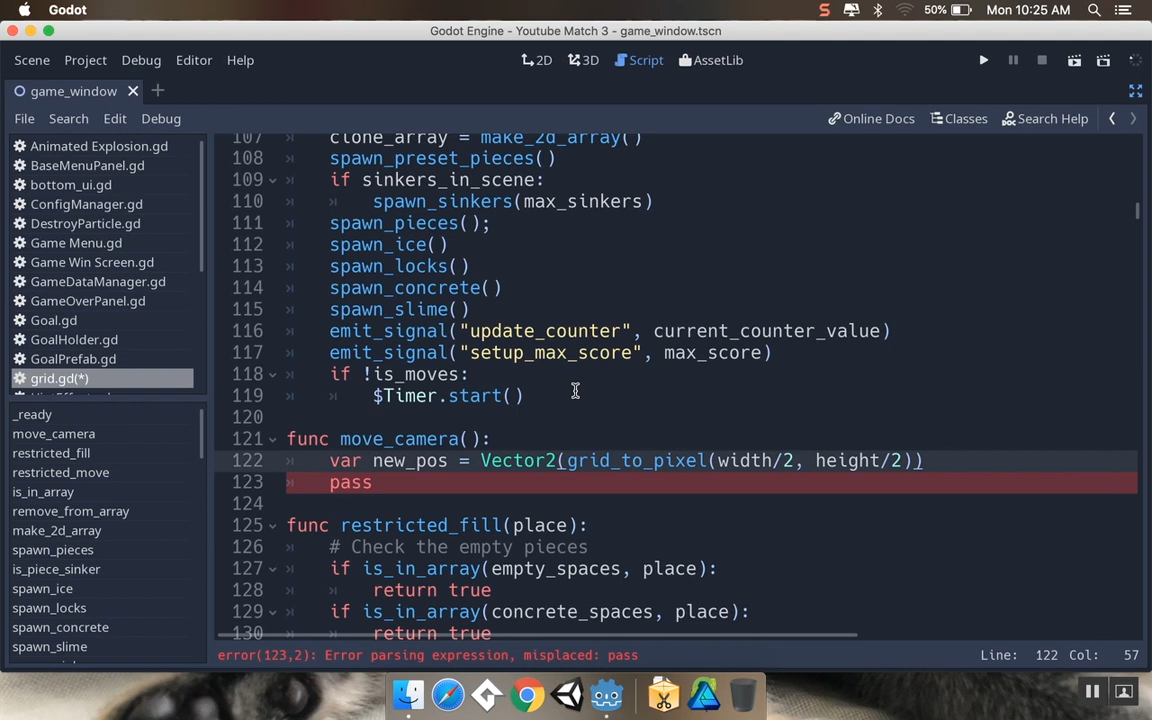 Godot
50%
Mon 10:25 AM
Godot Engine - Youtube Match 3 - game_window.tscn
Scene Project Debug Editor Help
2D 3D Script AssetLib
game_window
File Search Edit Debug
Online Docs Classes Search Help
Animated Explosion.gd
BaseMenuPanel.gd
bottom_ui.gd
ConfigManager.gd
DestroyParticle.gd
Game Menu.gd
Game Win Screen.gd
GameDataManager.gd
GameOverPanel.gd
Goal.gd
GoalHolder.gd
GoalPrefab.gd
grid.gd(*)
_ready
move_camera
restricted_fill
restricted_move
is_in_array
remove_from_array
make_2d_array
spawn_pieces
is_piece_sinker
spawn_ice
spawn_locks
spawn_concrete
spawn_slime
107 clone_array = make_2d_array()
108 spawn_preset_pieces()
109 if sinkers_in_scene:
110 spawn_sinkers(max_sinkers)
111 spawn_pieces();
112 spawn_ice()
113 spawn_locks()
114 spawn_concrete()
115 spawn_slime()
116 emit_signal("update_counter", current_counter_value)
117 emit_signal("setup_max_score", max_score)
118 if !is_moves:
119 $Timer.start()
120
121 func move_camera():
122 var new_pos = Vector2(grid_to_pixel(width/2, height/2))
123 pass
124
125 func restricted_fill(place):
126 # Check the empty pieces
127 if is_in_array(empty_spaces, place):
128 return true
129 if is_in_array(concrete_spaces, place):
130 return true
error(123,2): Error parsing expression, misplaced: pass
Line: 122 Col: 57